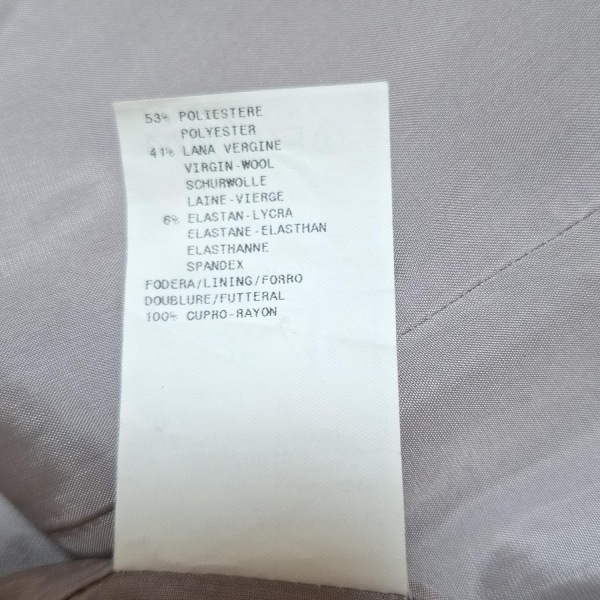 53% POLIESTERE
POLYESTER
41% LANA VERGINE
VIRGIN-WOOL
SCHURWOLLE
LAINE-VIERGE
6% ELASTAN-LYCRA
ELASTANE-ELASTHAN
ELASTHANNE
SPANDEX
FODERA/LINING/FORRO
DOUBLURE/FUTTERAL
100% CUPRO-RAYON